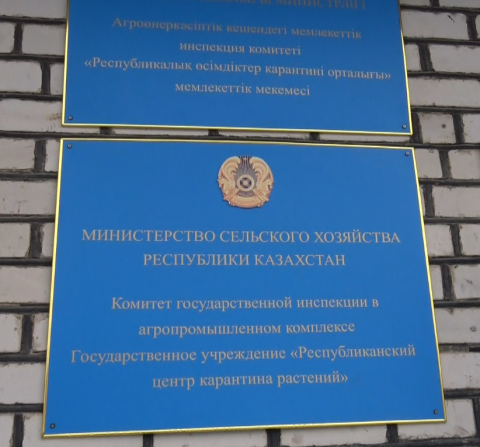 Агроөнеркәсіптік кешендегі мемлекеттік
инспекция комитеті
«Республикалық өсімдіктер карантині орталығы»
мемлекеттік мекемесі
МИНИСТЕРСТВО СЕЛЬСКОГО ХОЗЯЙСТВА
РЕСПУБЛИКИ КАЗАХСТАН
Комитет государственной инспекции в
агропромышленном комплексе
Государственное учреждение «Республиканский
центр карантина растений»